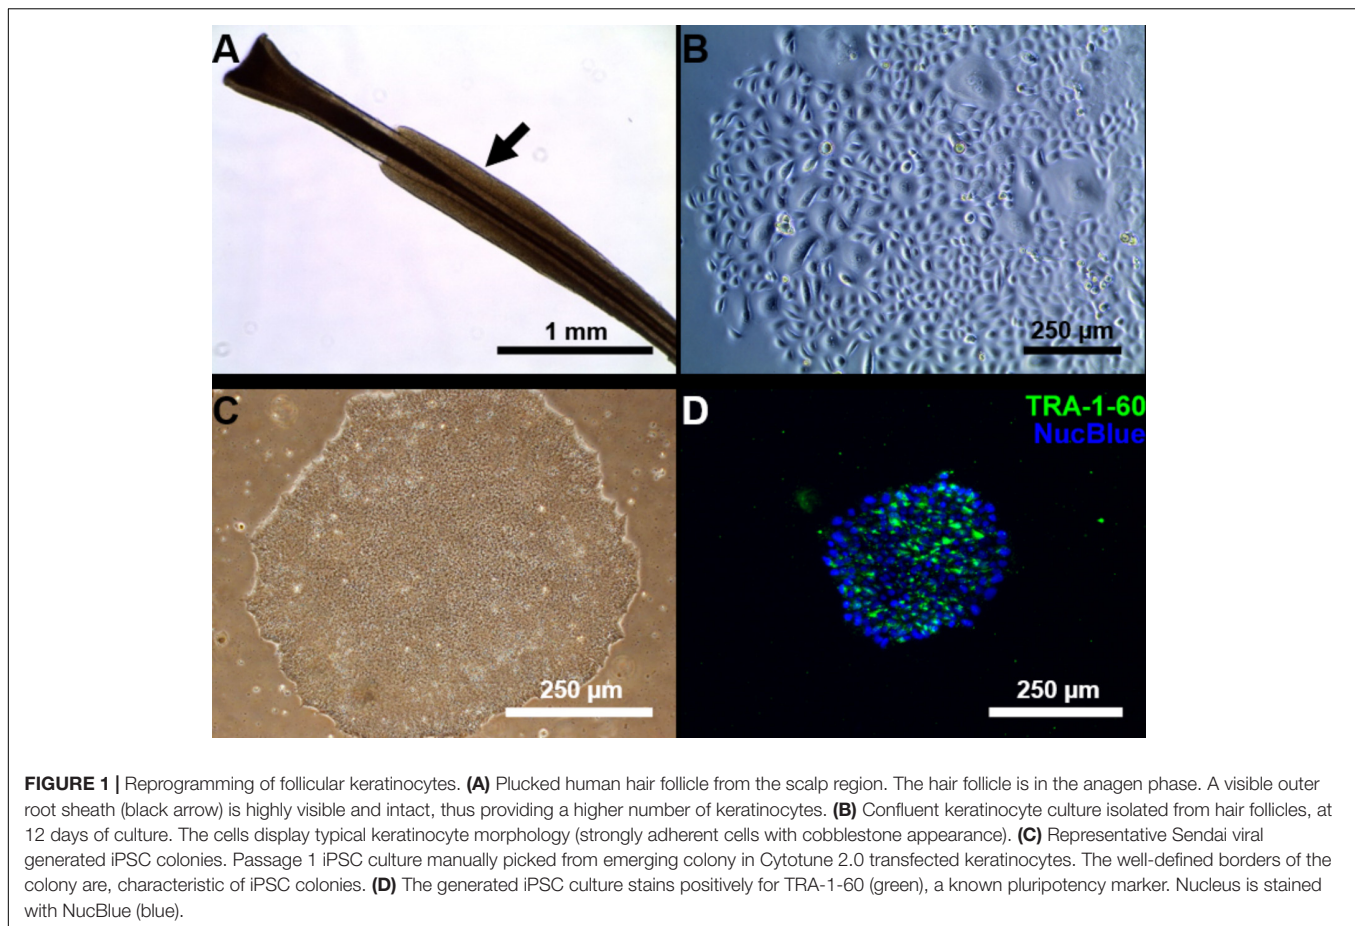 A
B
1 mm
250 µm
C
D
TRA-1-60
NucBlue
250 µm
250 µm
FIGURE 1 | Reprogramming of follicular keratinocytes. (A) Plucked human hair follicle from the scalp region. The hair follicle is in the anagen phase. A visible outer
root sheath (black arrow) is highly visible and intact, thus providing a higher number of keratinocytes. (B) Confluent keratinocyte culture isolated from hair follicles, at
12 days of culture. The cells display typical keratinocyte morphology (strongly adherent cells with cobblestone appearance). (C) Representative Sendai viral
generated iPSC colonies. Passage 1 iPSC culture manually picked from emerging colony in Cytotune 2.0 transfected keratinocytes. The well-defined borders of the
colony are, characteristic of iPSC colonies. (D) The generated iPSC culture stains positively for TRA-1-60 (green), a known pluripotency marker. Nucleus is stained
with NucBlue (blue).